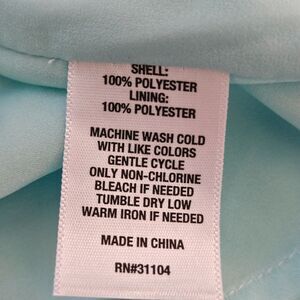 SHELL:
100% POLYESTER
LINING:
100% POLYESTER
MACHINE WASH COLD
WITH LIKE COLORS
GENTLE CYCLE
ONLY NON-CHLORINE
BLEACH IF NEEDED
TUMBLE DRY LOW
WARM IRON IF NEEDED
MADE IN CHINA
RN#31104